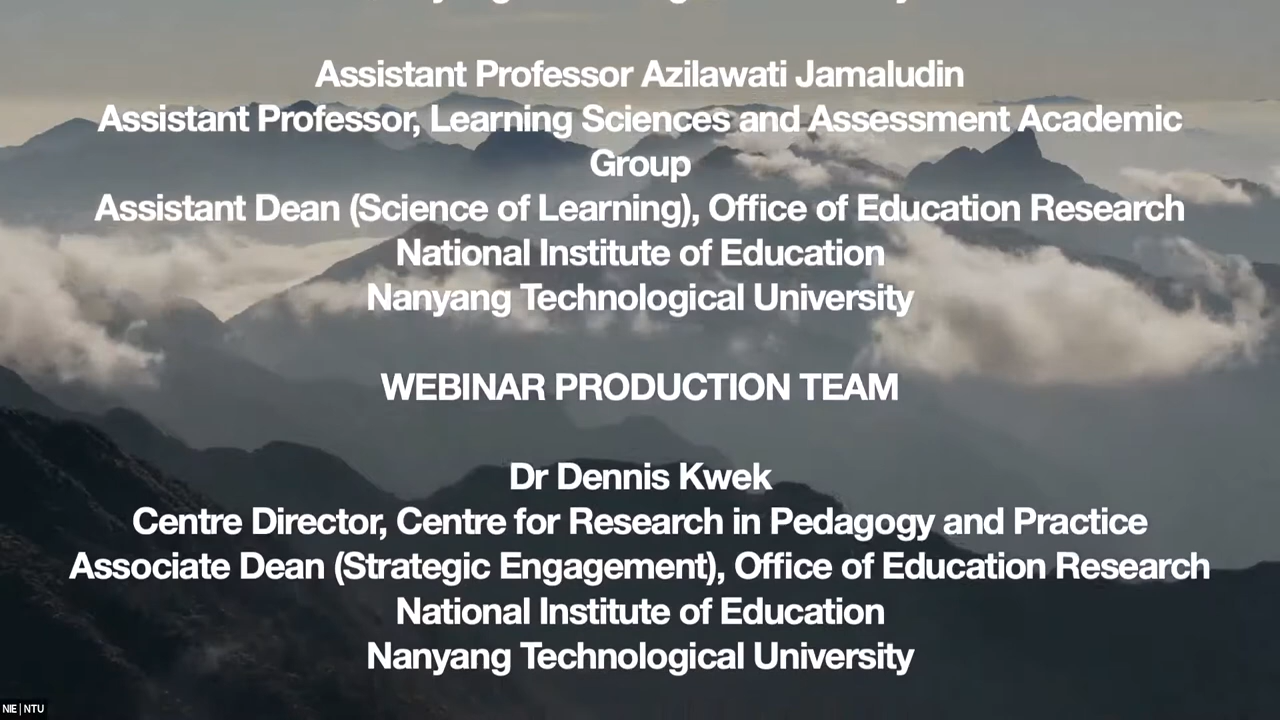 Assistant Professor Azilawati Jamaludin
Assistant Professor, Learning Sciences and Assessment Academic
Group
Assistant Dean (Science of Learning), Office of Education Research
National Institute of Education
Nanyang Technological University
WEBINAR PRODUCTION TEAM
Dr Dennis Kwek
Centre Director, Centre for Research in Pedagogy and Practice
Associate Dean (Strategic Engagement), Office of Education Research
National Institute of Education
Nanyang Technological University
NIE | NTU